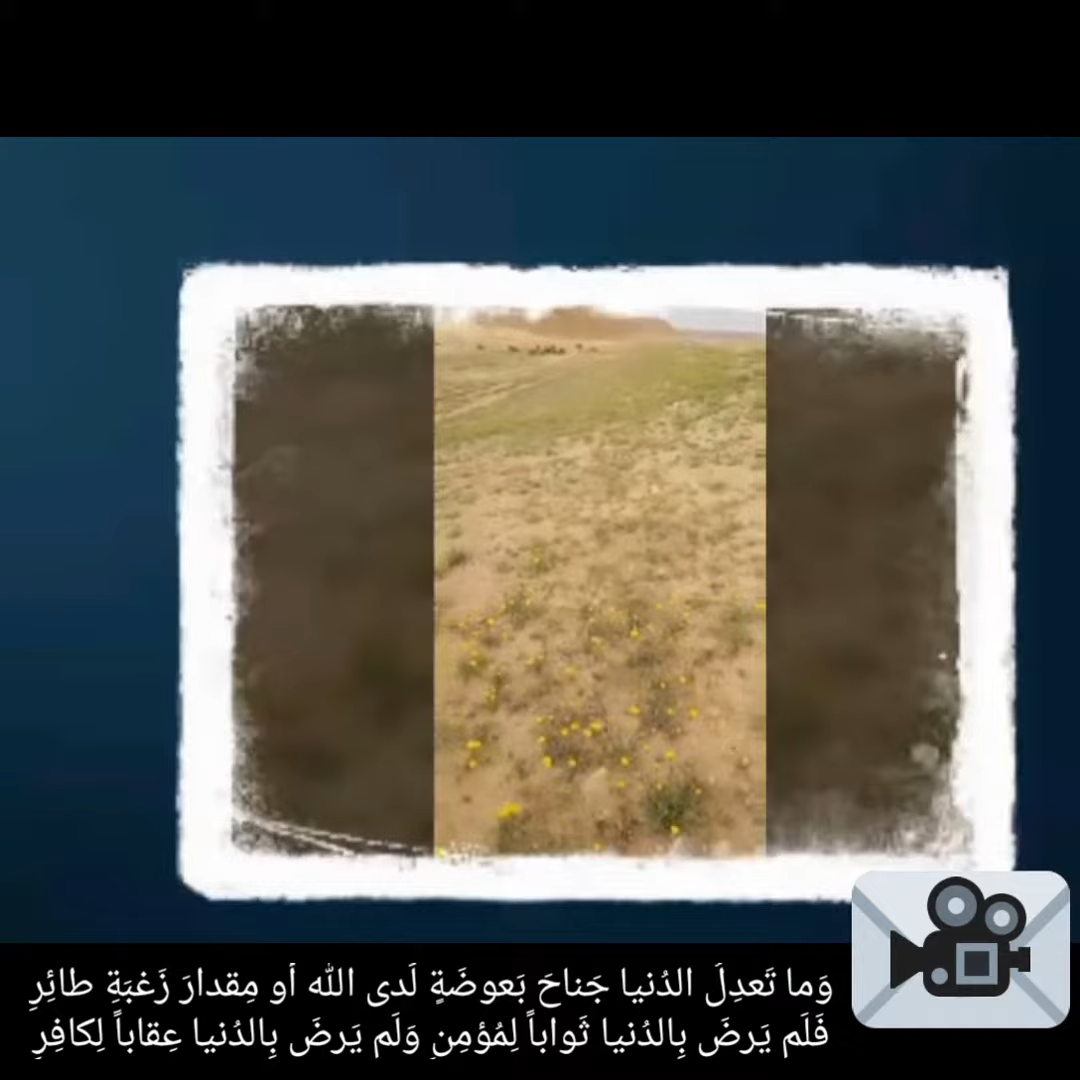 وَما تَعدِلَ الدُنيا جَناحَ بَعوضَةٍ لَدى اللَه أَو مِقدارَ زَغبَةِ طائِرِ
فَلَم يَرضَ بِالدُنيا ثَواباً لِمُؤمِنٍ وَلَم يَرضَ بِالدُنيا عِقاباً لِكافِرِ